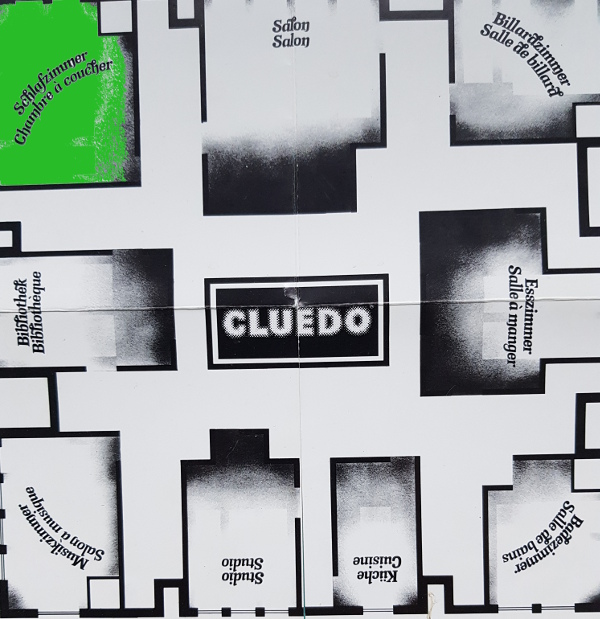 Schlafzimmer
Chambre à coucher
Salon
Salon
Billardzimmer
Salle de billard
Bibliothek
Bibliothèque
CLUEDO
Esszimmer
Salle à manger
Musikzimmer
Salon à musique
Studio
Studio
Küche
Cuisine
Badezimmer
Salle de bains